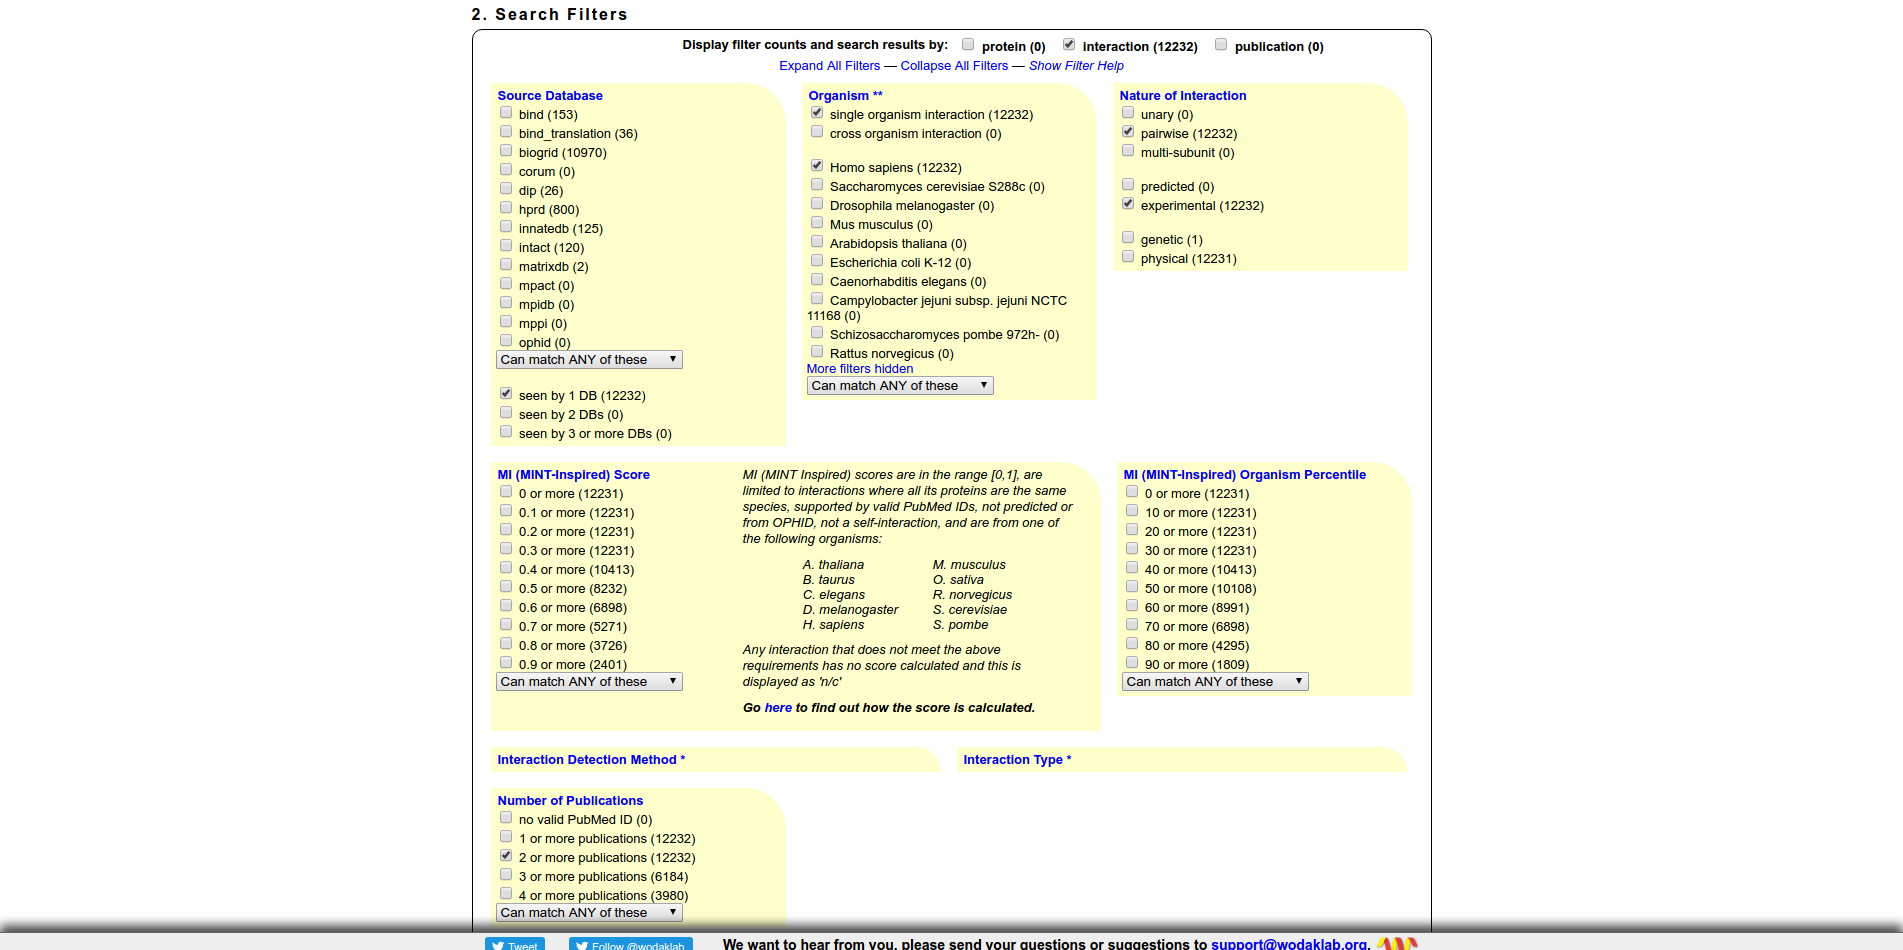 2. Search Filters
Display filter counts and search results by: protein (0) interaction (12232) publication (0)
Expand All Filters — Collapse All Filters — Show Filter Help
Source Database
bind (153)
bind_translation (36)
biogrid (10970)
corum (0)
dip (26)
hprd (800)
innatedb (125)
intact (120)
matrixdb (2)
mpact (0)
mpidb (0)
mppi (0)
ophid (0)
Can match ANY of these
seen by 1 DB (12232)
seen by 2 DBs (0)
seen by 3 or more DBs (0)
Organism **
single organism interaction (12232)
cross organism interaction (0)
Homo sapiens (12232)
Saccharomyces cerevisiae S288c (0)
Drosophila melanogaster (0)
Mus musculus (0)
Arabidopsis thaliana (0)
Escherichia coli K-12 (0)
Caenorhabditis elegans (0)
Campylobacter jejuni subsp. jejuni NCTC
11168 (0)
Schizosaccharomyces pombe 972h- (0)
Rattus norvegicus (0)
More filters hidden
Can match ANY of these
Nature of Interaction
unary (0)
pairwise (12232)
multi-subunit (0)
predicted (0)
experimental (12232)
genetic (1)
physical (12231)
MI (MINT-Inspired) Score
0 or more (12231)
0.1 or more (12231)
0.2 or more (12231)
0.3 or more (12231)
0.4 or more (10413)
0.5 or more (8232)
0.6 or more (6898)
0.7 or more (5271)
0.8 or more (3726)
0.9 or more (2401)
Can match ANY of these
MI (MINT Inspired) scores are in the range [0,1], are
limited to interactions where all its proteins are the same
species, supported by valid PubMed IDs, not predicted or
from OPHID, not a self-interaction, and are from one of
the following organisms:
A. thaliana M. musculus
B. taurus O. sativa
C. elegans R. norvegicus
D. melanogaster S. cerevisiae
H. sapiens S. pombe
Any interaction that does not meet the above
requirements has no score calculated and this is
displayed as 'n/c'
Go here to find out how the score is calculated.
MI (MINT-Inspired) Organism Percentile
0 or more (12231)
10 or more (12231)
20 or more (12231)
30 or more (12231)
40 or more (10413)
50 or more (10108)
60 or more (8991)
70 or more (6898)
80 or more (4295)
90 or more (1809)
Can match ANY of these
Interaction Detection Method *
Interaction Type *
Number of Publications
no valid PubMed ID (0)
1 or more publications (12232)
2 or more publications (12232)
3 or more publications (6184)
4 or more publications (3980)
Can match ANY of these
Tweet Follow @wodaklab We want to hear from you, please send your questions or suggestions to support@wodaklab.org.